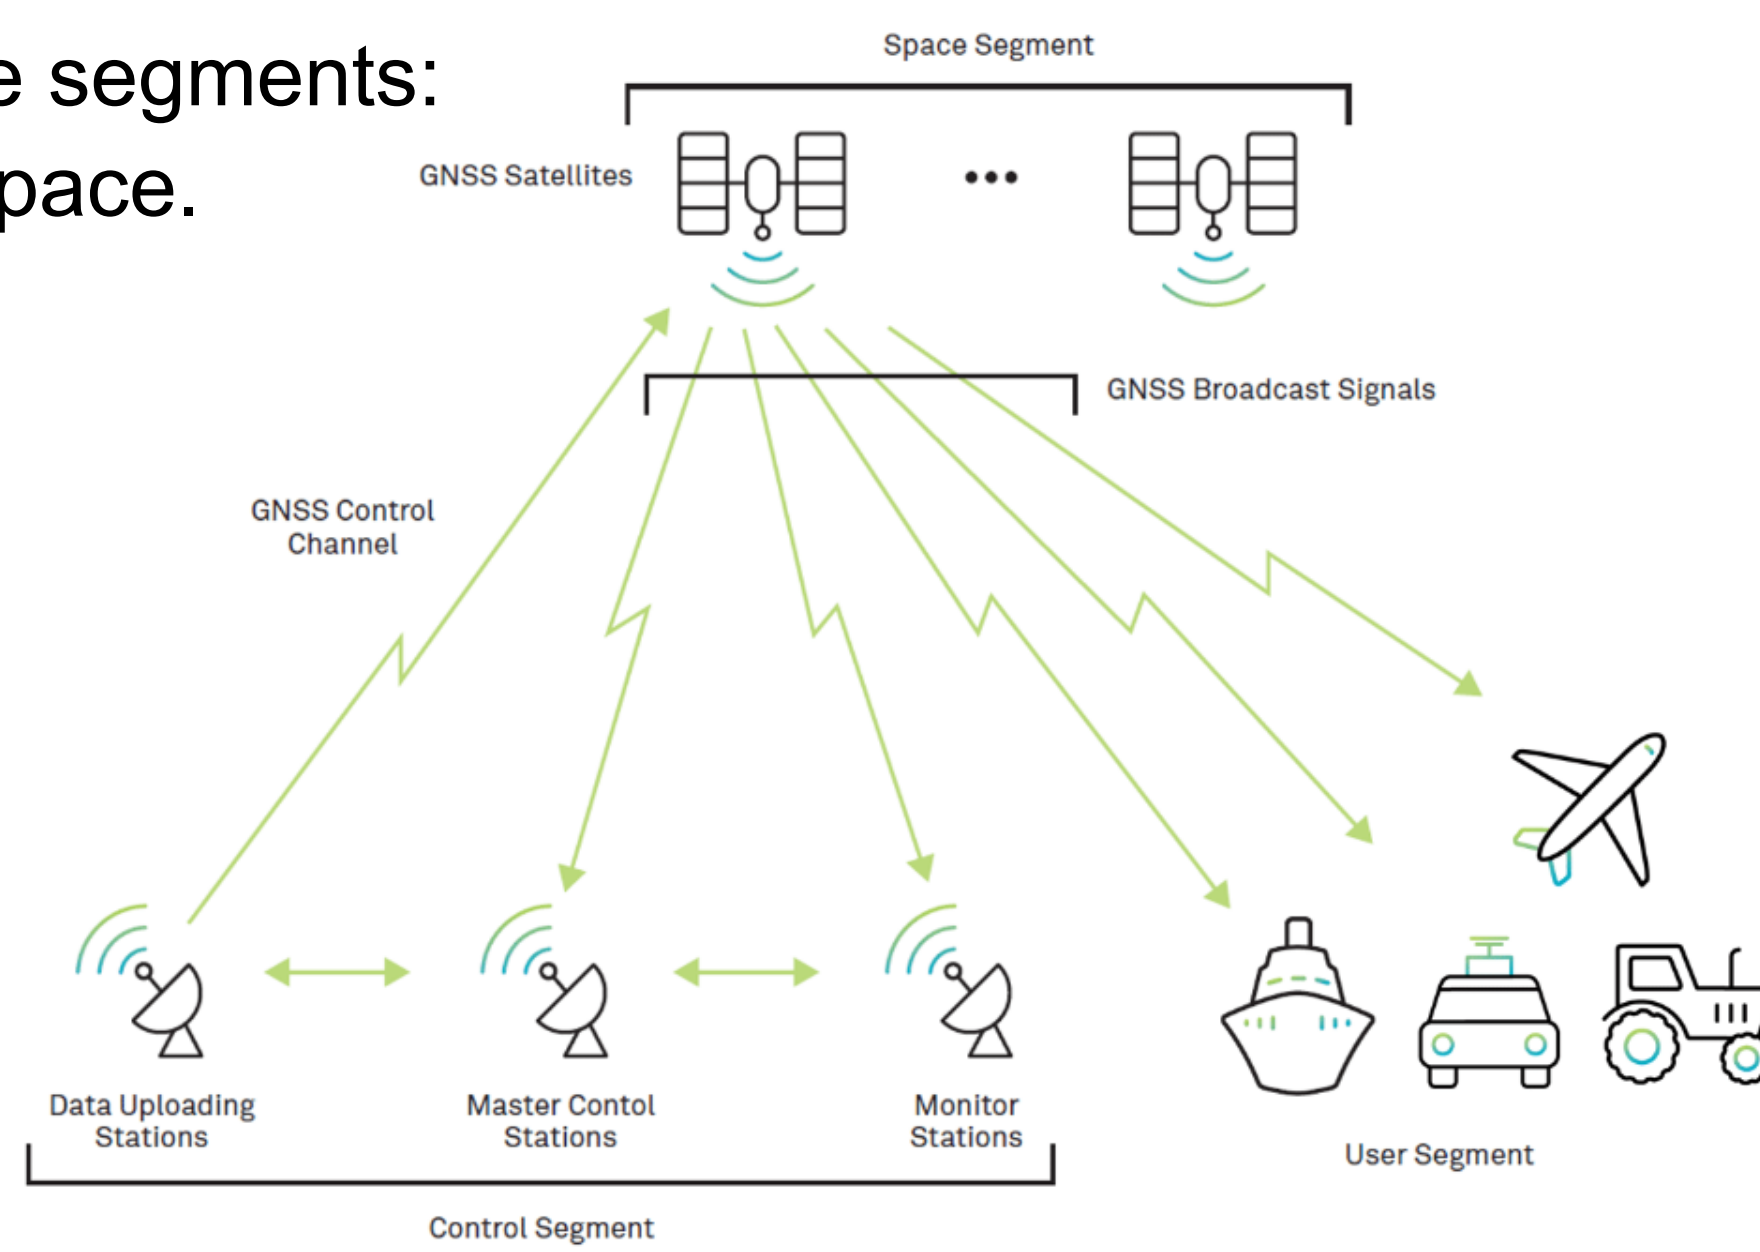 e segments:
pace.
Space Segment
GNSS Satellites
GNSS Broadcast Signals
GNSS Control
Channel
Data Uploading
Stations
Master Contol
Stations
Monitor
Stations
User Segment
Control Segment